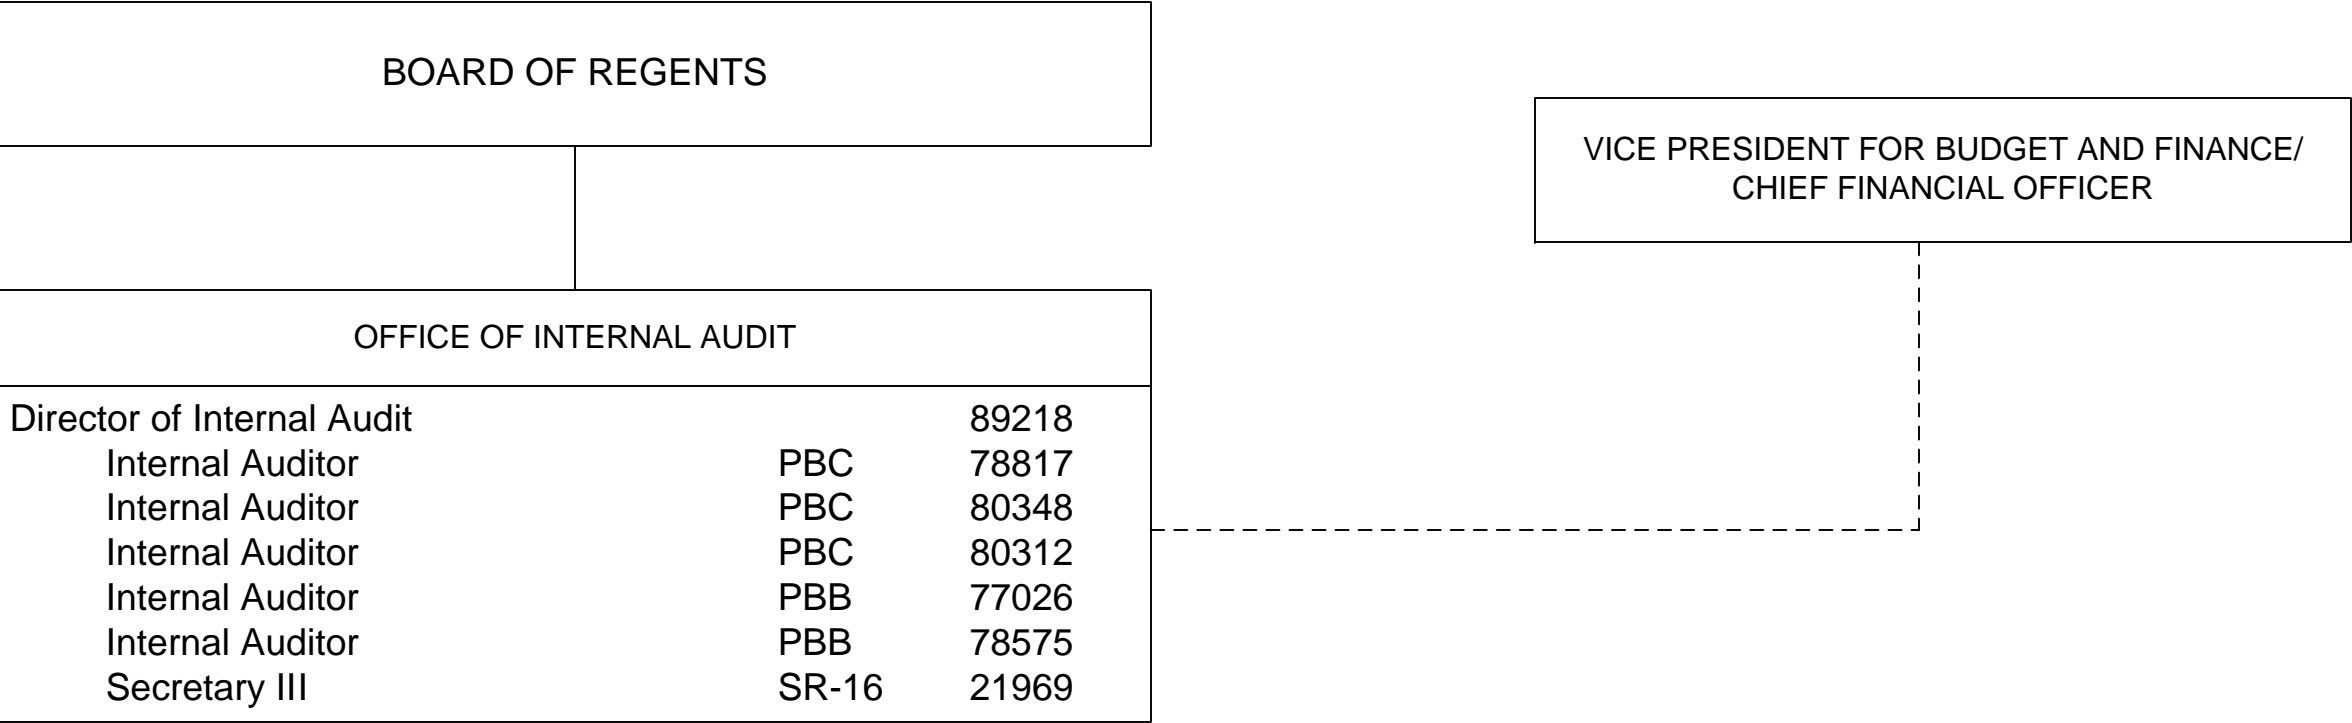 BOARD OF REGENTS
VICE PRESIDENT FOR BUDGET AND FINANCE/
CHIEF FINANCIAL OFFICER
OFFICE OF INTERNAL AUDIT
Director of Internal Audit 89218
Internal Auditor PBC 78817
Internal Auditor PBC 80348
Internal Auditor PBC 80312
Internal Auditor PBB 77026
Internal Auditor PBB 78575
Secretary III SR-16 21969